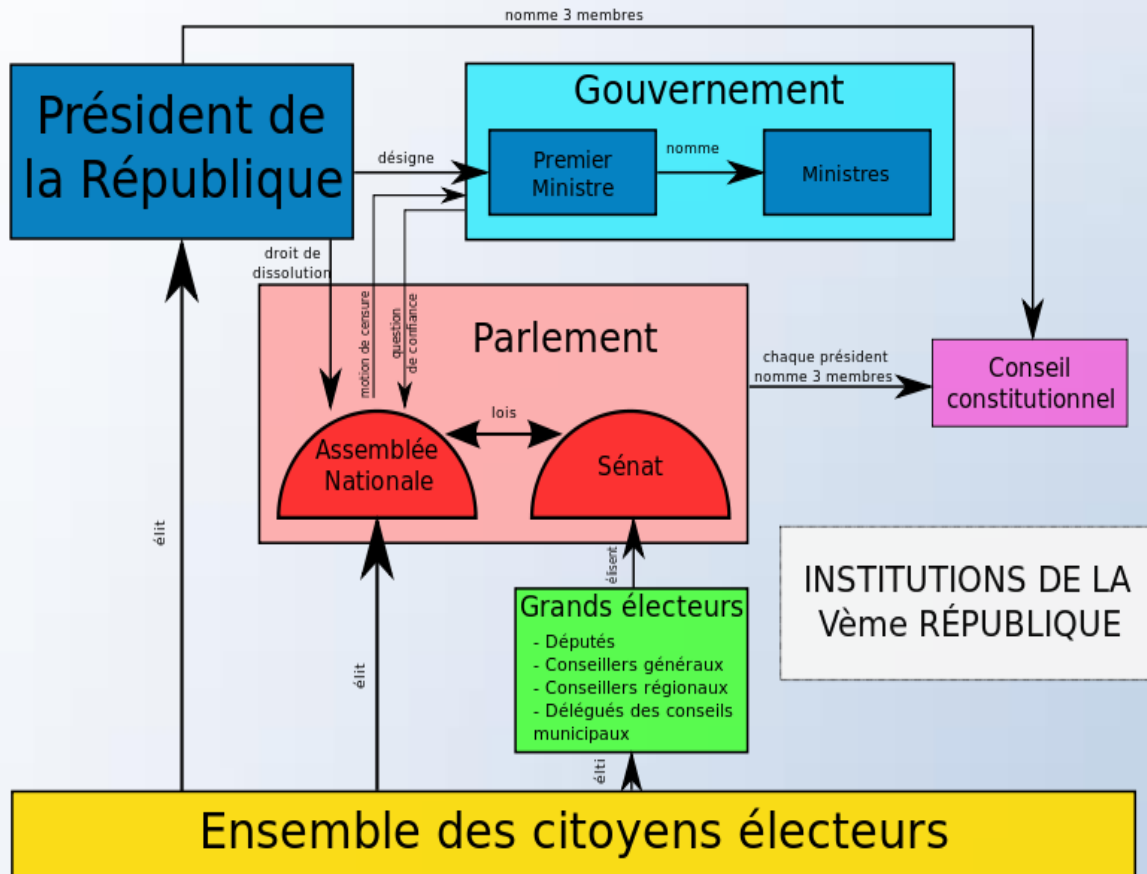 nomme 3 membres
Président de
la République
Gouvernement
désigne
Premier
Ministre
nomme
Ministres
droit de
dissolution
motion de censure
question
de confiance
Parlement
chaque président
nomme 3 membres
Conseil
constitutionnel
lois
Assemblée
Nationale
Sénat
élit
élit
élisent
INSTITUTIONS DE LA
Vème RÉPUBLIQUE
Grands électeurs
- Députés
- Conseillers généraux
- Conseillers régionaux
- Délégués des conseils
municipaux
élti
Ensemble des citoyens électeurs